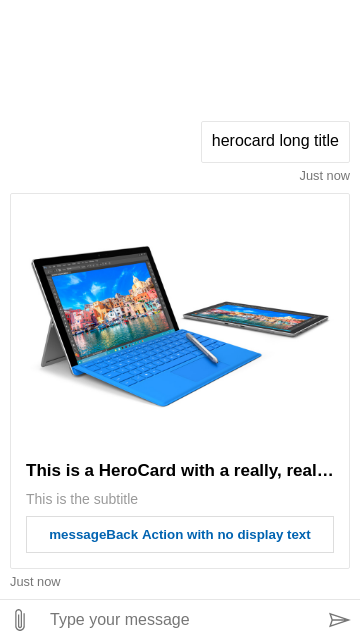 herocard long title
Just now
This is a HeroCard with a really, real…
This is the subtitle
messageBack Action with no display text
Just now
Type your message